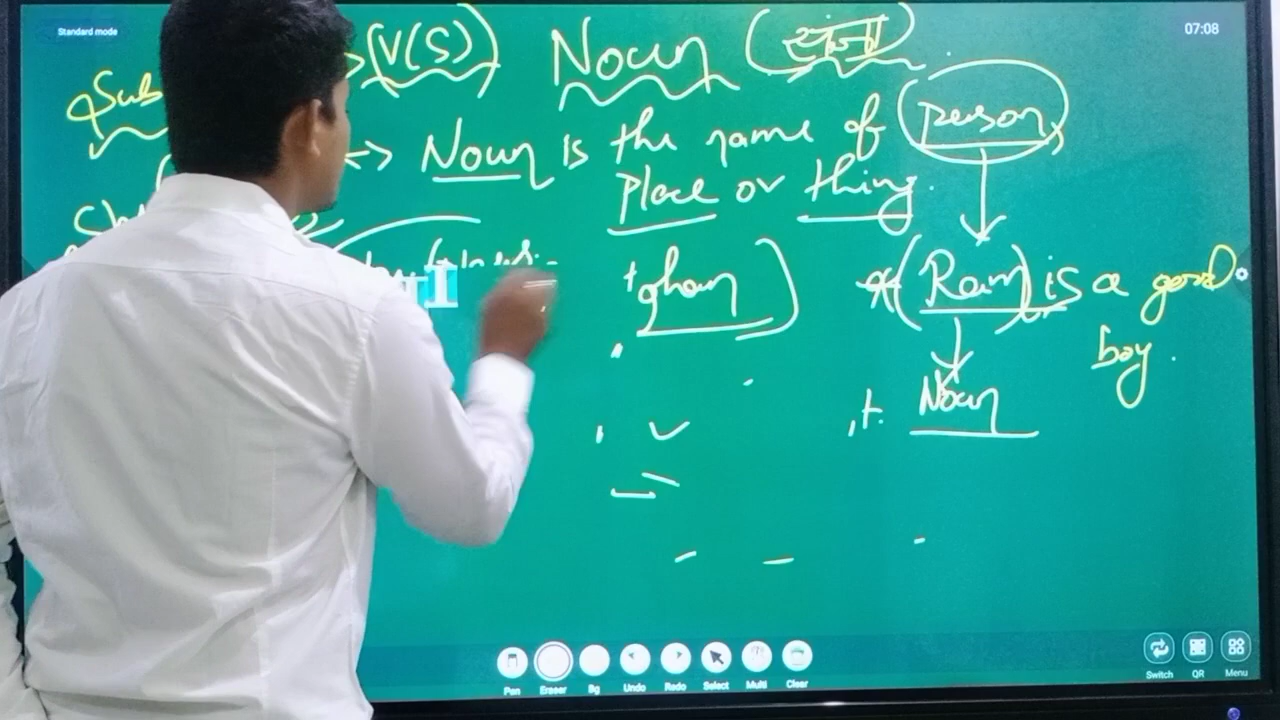 Standard mode
07:08
Sub V(S) Noun (संज्ञा)
<-> Noun is the name of person,
place or thing.
ghar) (Ram) is a good
boy.
Noun
Pen Eraser Bg Undo Redo Select Multi Clear
Switch QR Menu